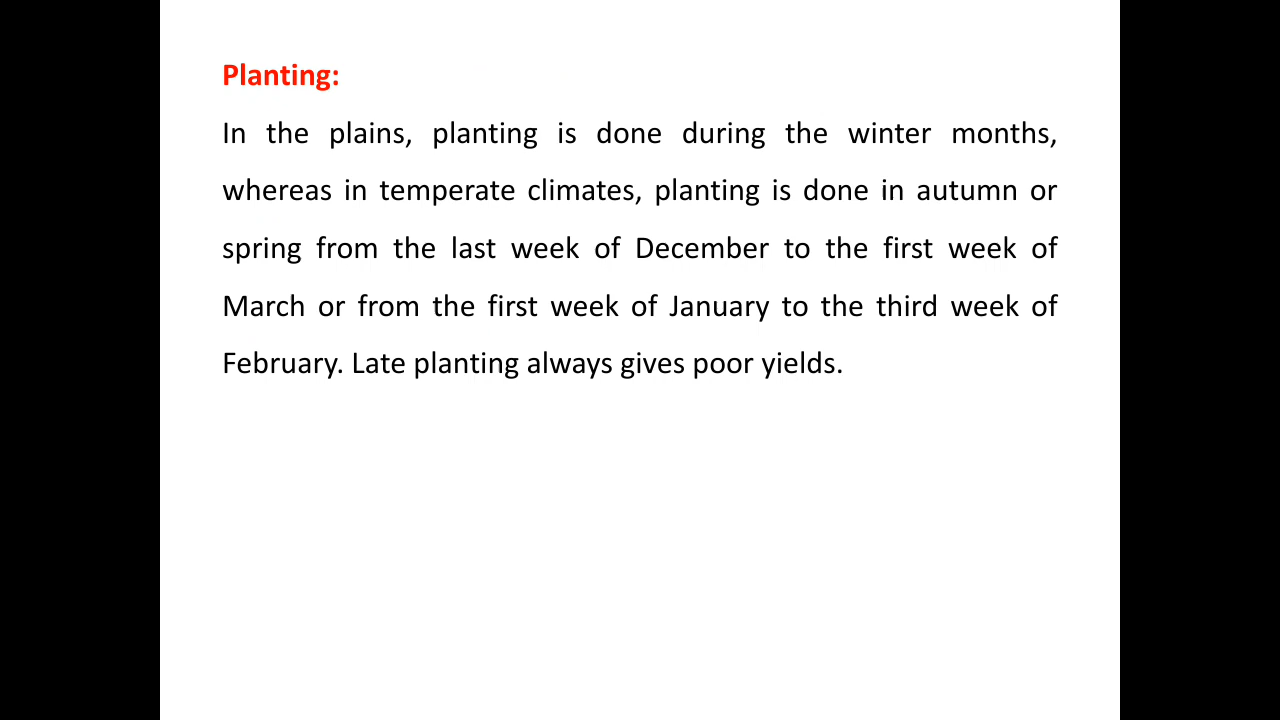 Planting:
In the plains, planting is done during the winter months,
whereas in temperate climates, planting is done in autumn or
spring from the last week of December to the first week of
March or from the first week of January to the third week of
February. Late planting always gives poor yields.